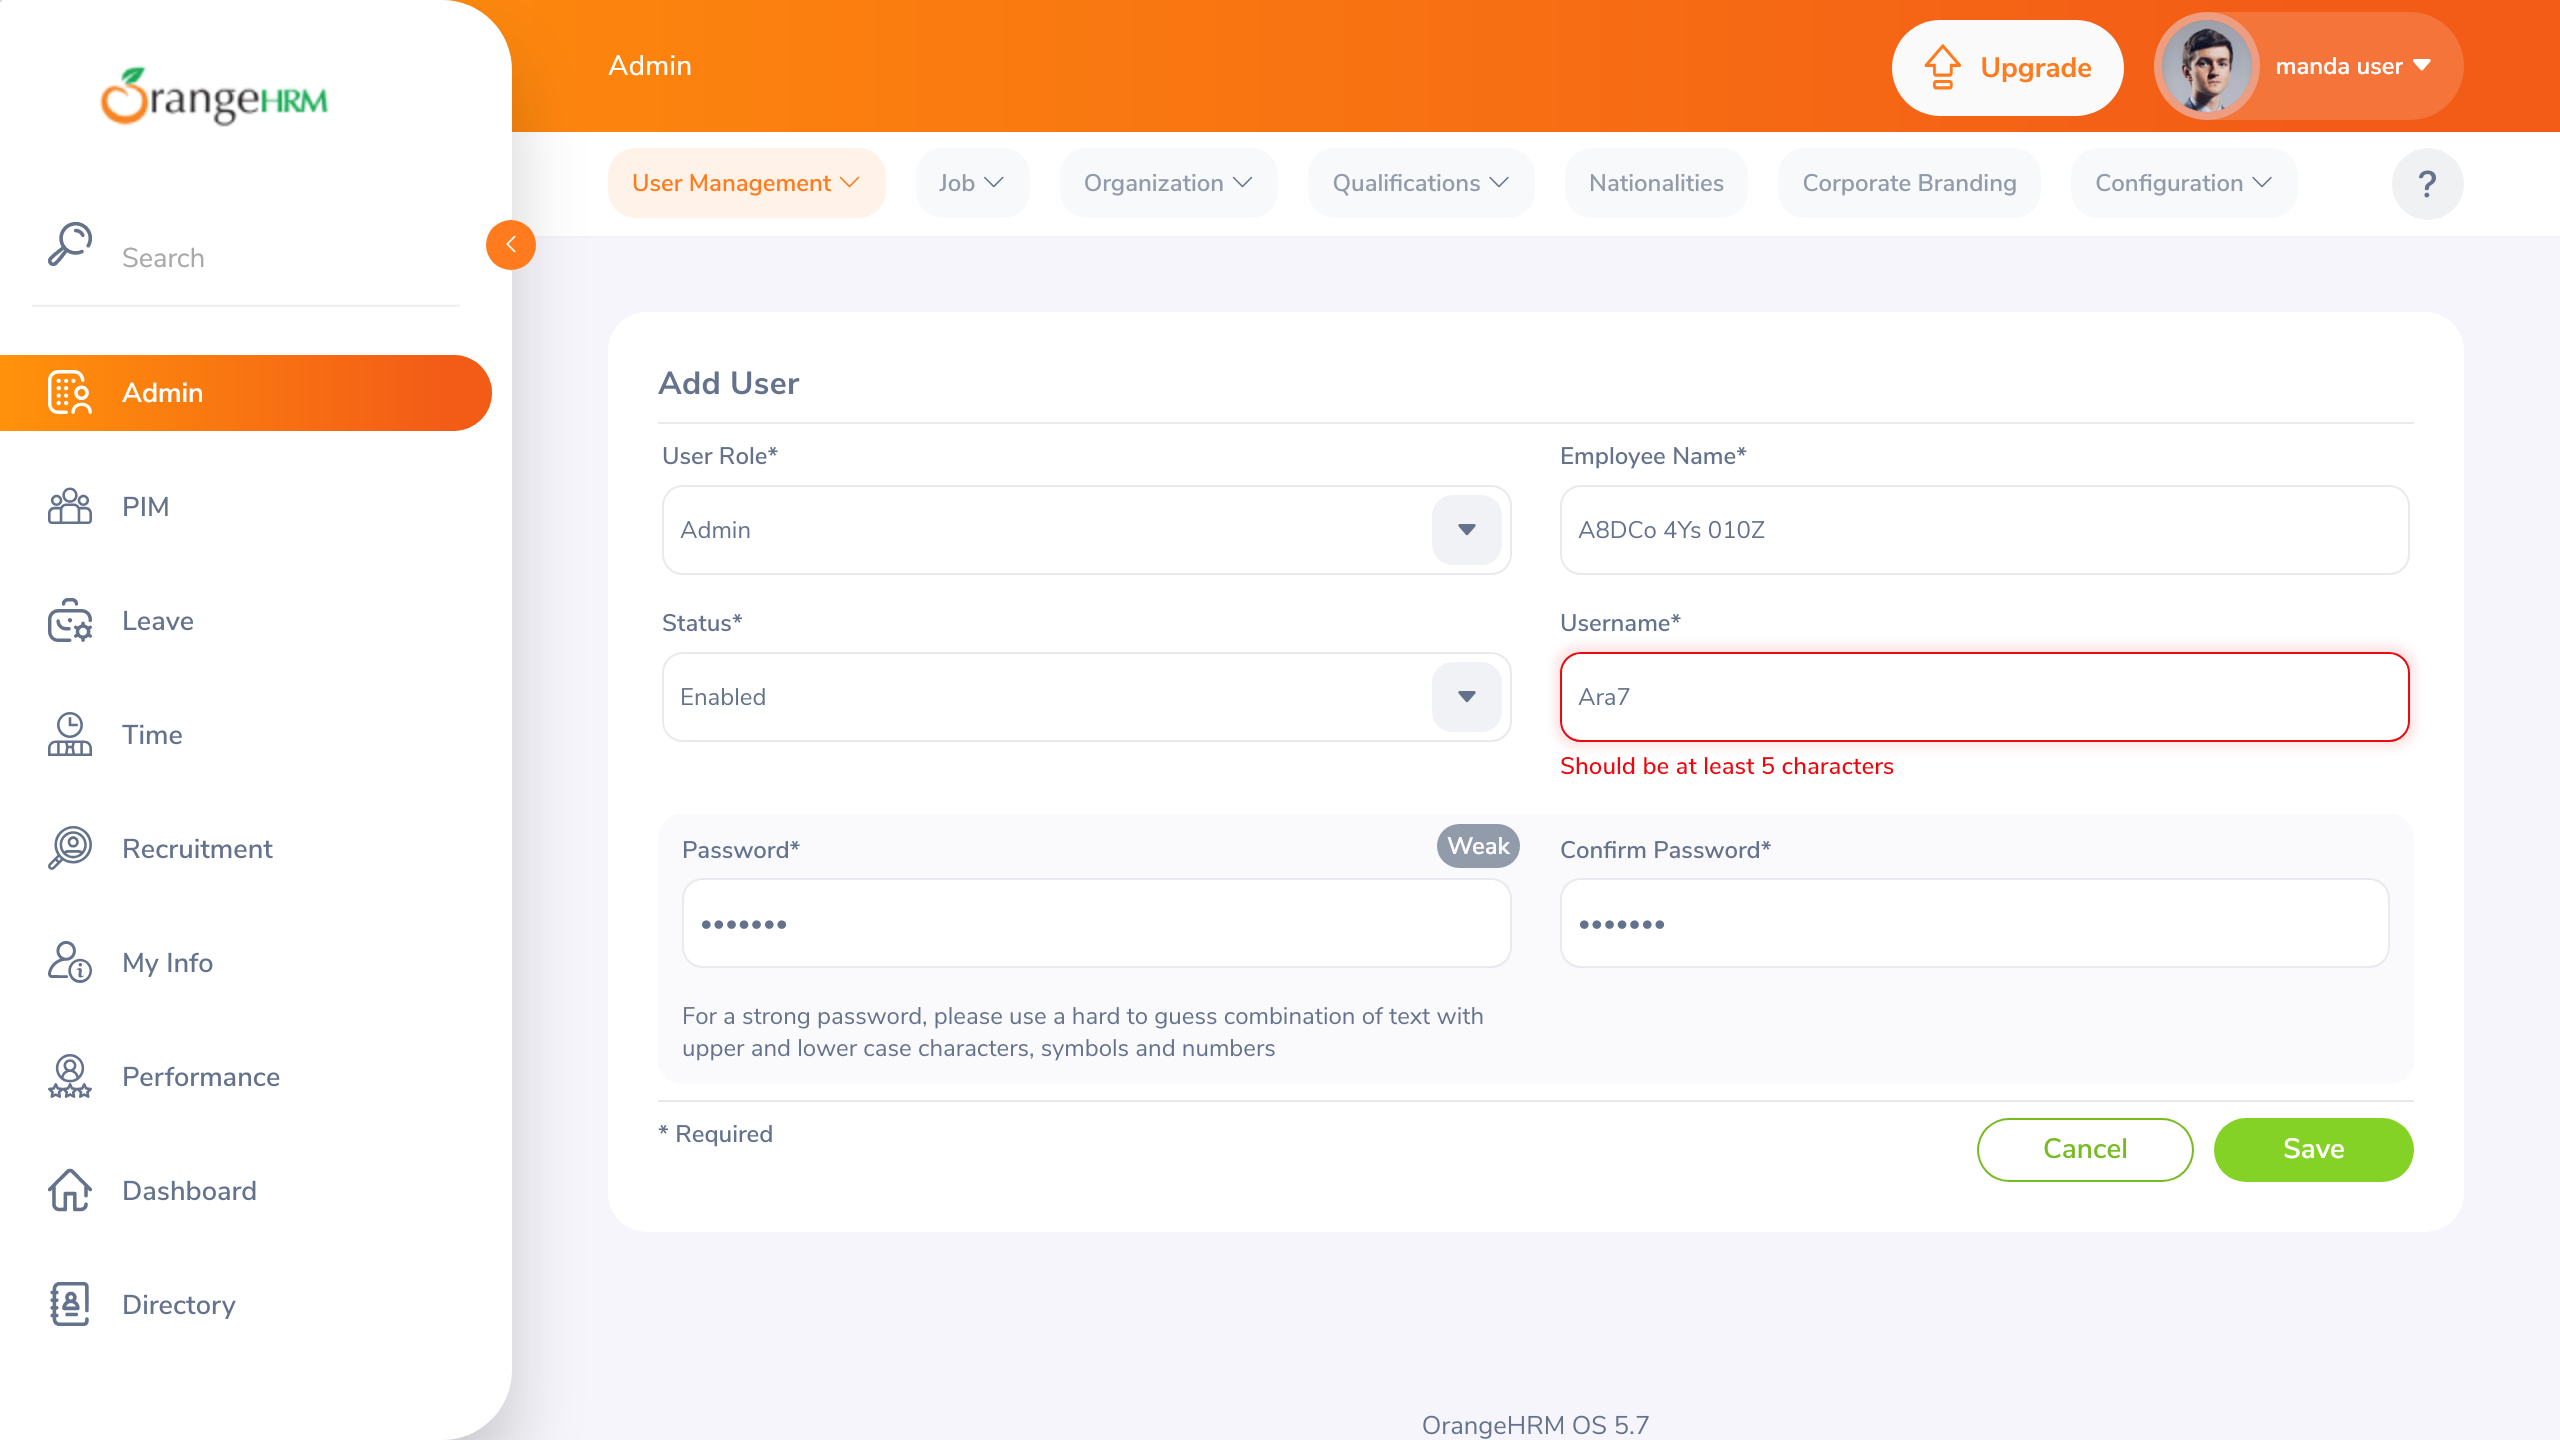 OrangeHRM
Search
Admin
PIM
Leave
Time
Recruitment
My Info
Performance
Dashboard
Directory
Admin
Upgrade
manda user
User Management
Job
Organization
Qualifications
Nationalities
Corporate Branding
Configuration
?
Add User
User Role*
Employee Name*
Admin
A8DCo 4Ys 010Z
Status*
Username*
Enabled
Ara7
Should be at least 5 characters
Password*
Weak
Confirm Password*
•••••••
•••••••
For a strong password, please use a hard to guess combination of text with
upper and lower case characters, symbols and numbers
* Required
Cancel
Save
OrangeHRM OS 5.7